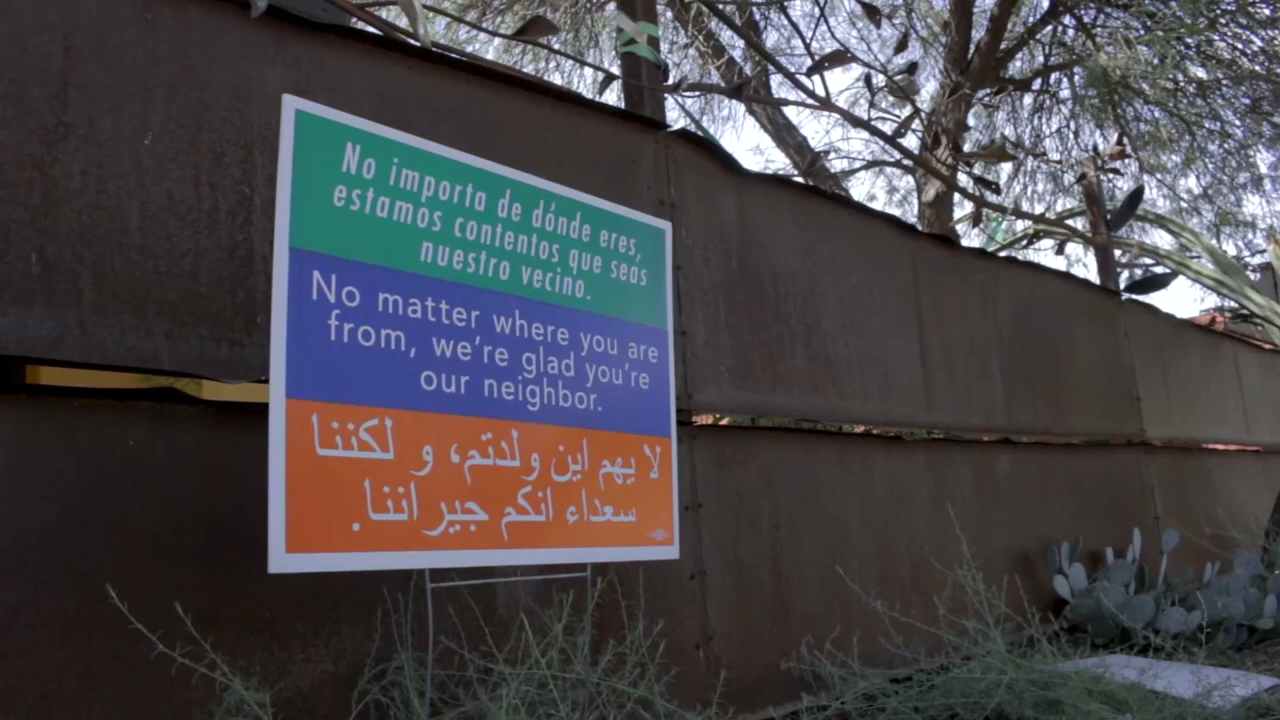 No importa de dónde eres,
estamos contentos que seas
nuestro vecino.
No matter where you are
from, we're glad you're
our neighbor.
لا يهم اين ولدتم، و لكننا
سعداء انكم جيراننا.